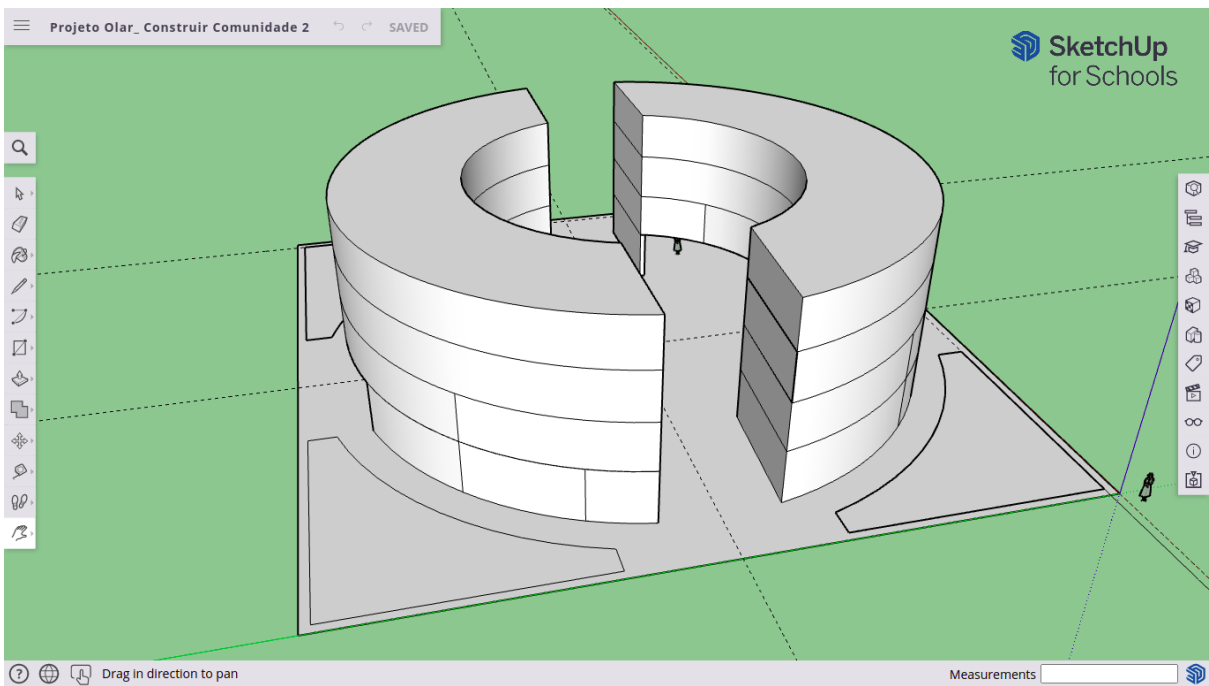 Projeto Olar_ Construir Comunidade 2 SAVED
SketchUp
for Schools
Drag in direction to pan
Measurements